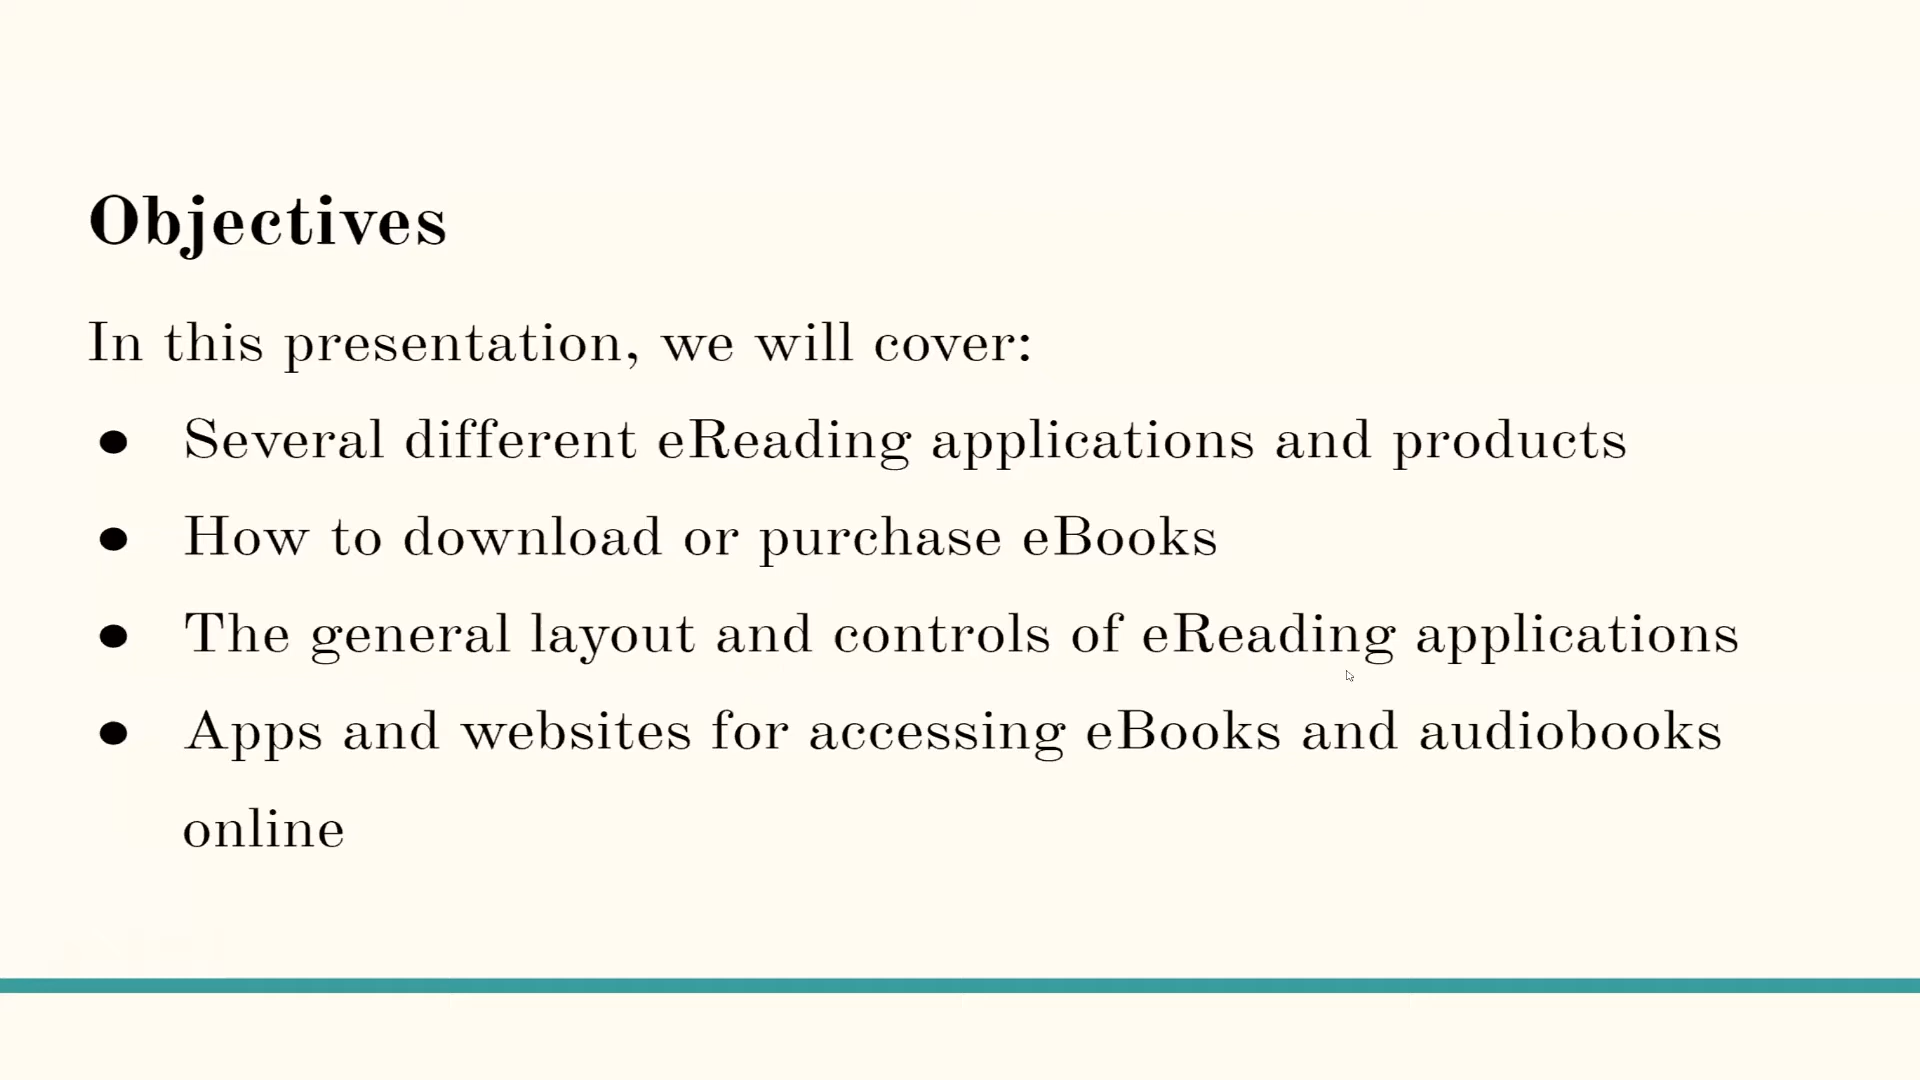 Objectives
In this presentation, we will cover:
● Several different eReading applications and products
● How to download or purchase eBooks
● The general layout and controls of eReading applications
● Apps and websites for accessing eBooks and audiobooks
online